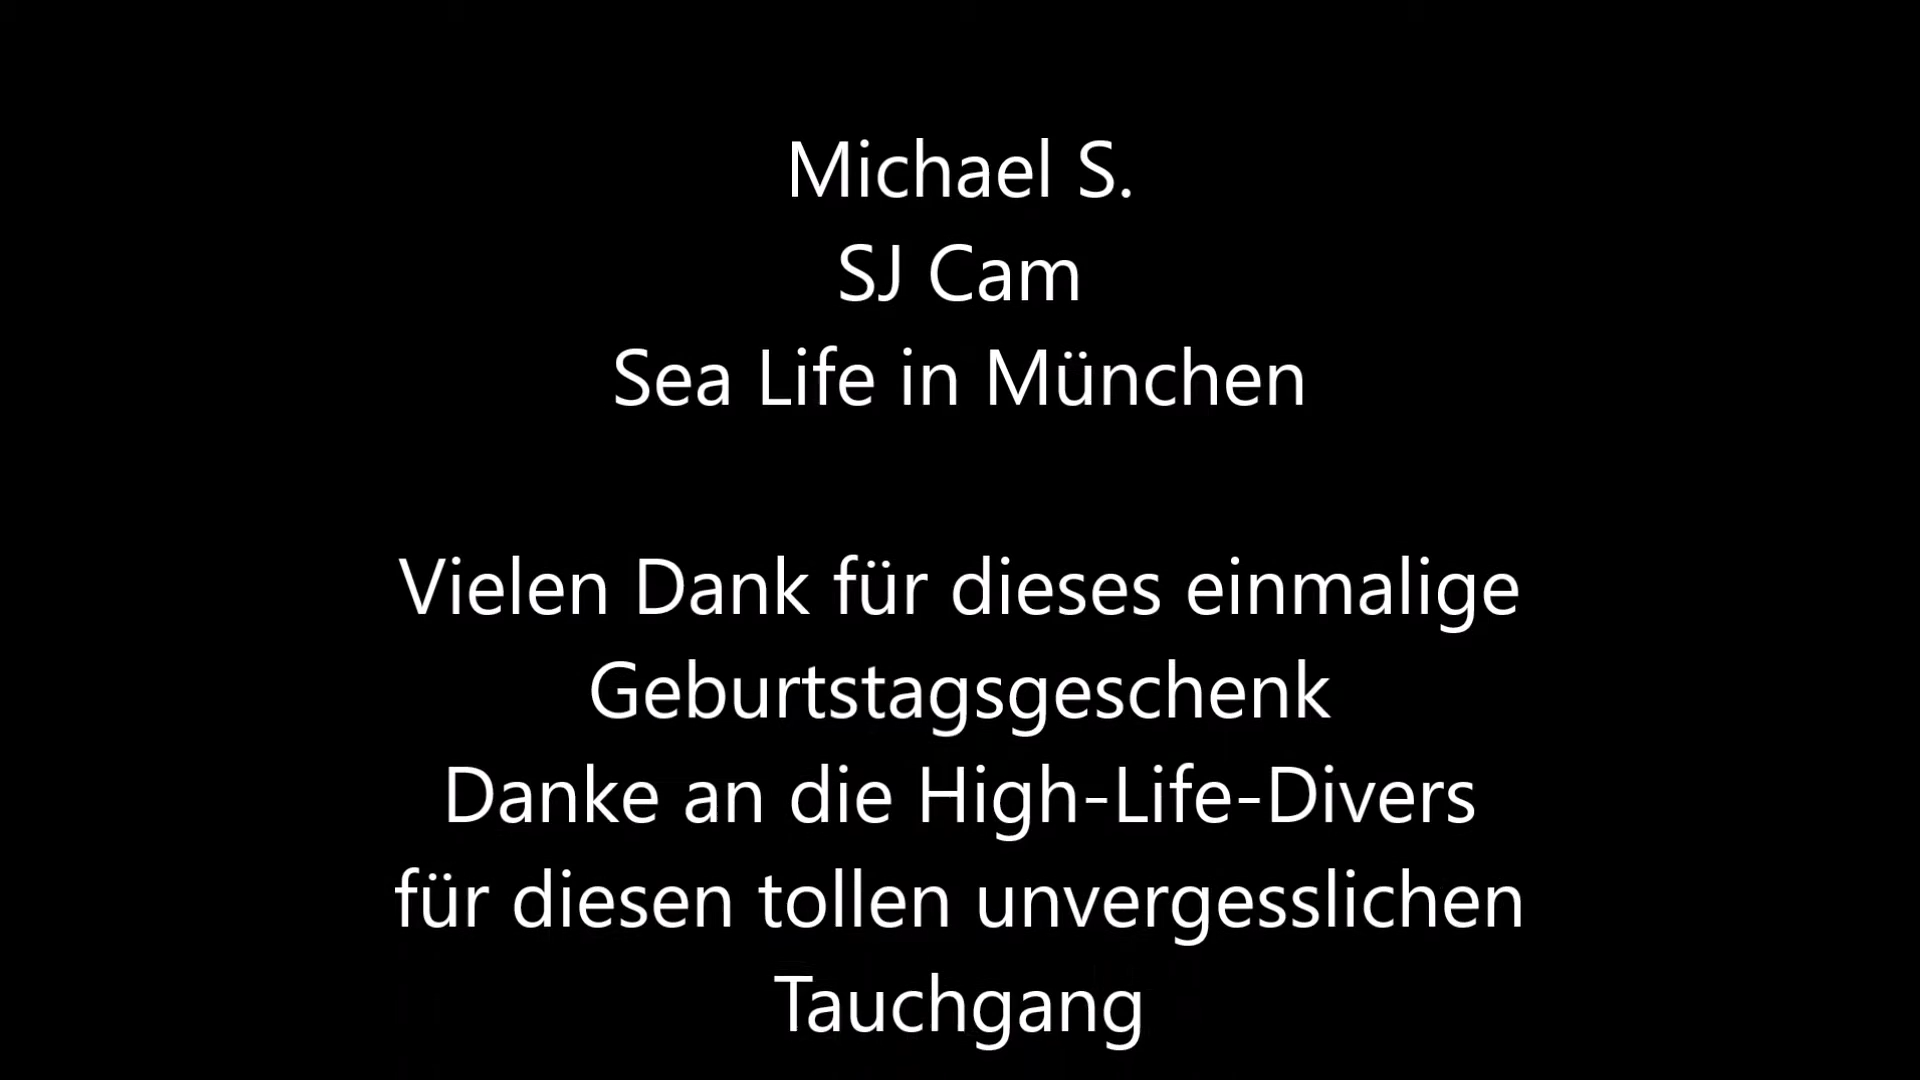 Michael S.
SJ Cam
Sea Life in München
Vielen Dank für dieses einmalige
Geburtstagsgeschenk
Danke an die High-Life-Divers
für diesen tollen unvergesslichen
Tauchgang